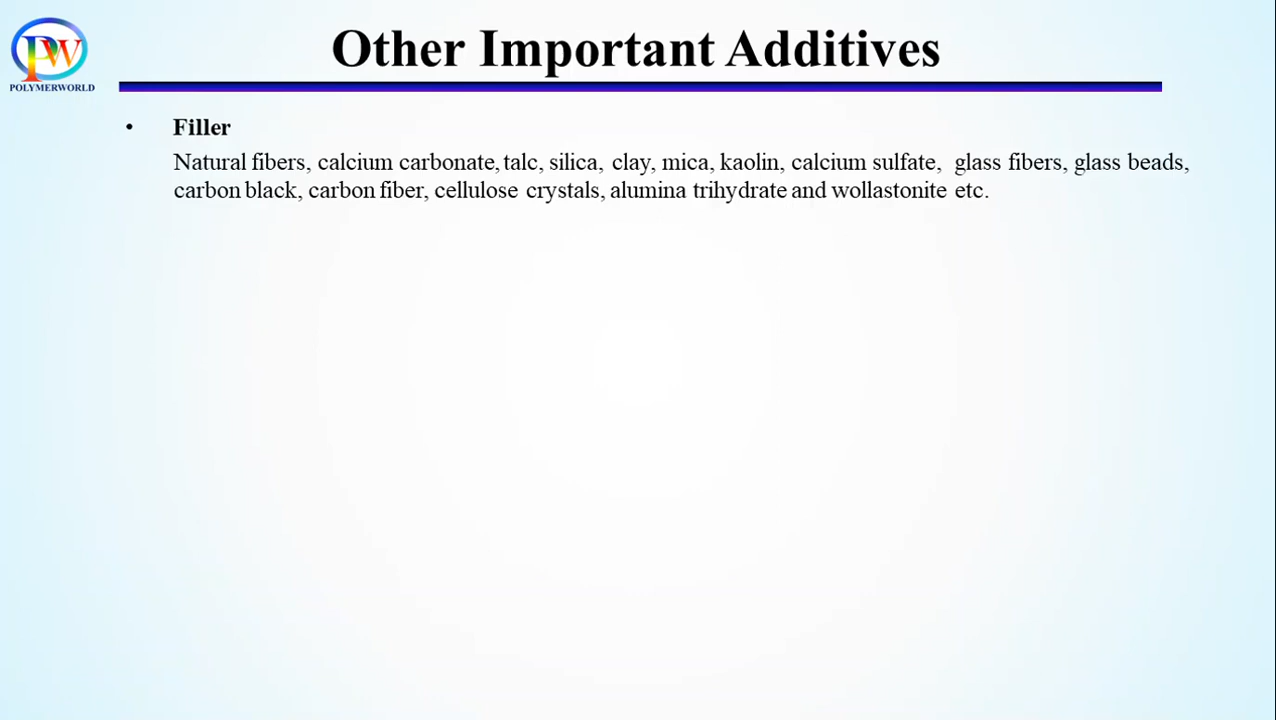 PW
POLYMERWORLD
Other Important Additives
• Filler
Natural fibers, calcium carbonate, talc, silica, clay, mica, kaolin, calcium sulfate, glass fibers, glass beads,
carbon black, carbon fiber, cellulose crystals, alumina trihydrate and wollastonite etc.